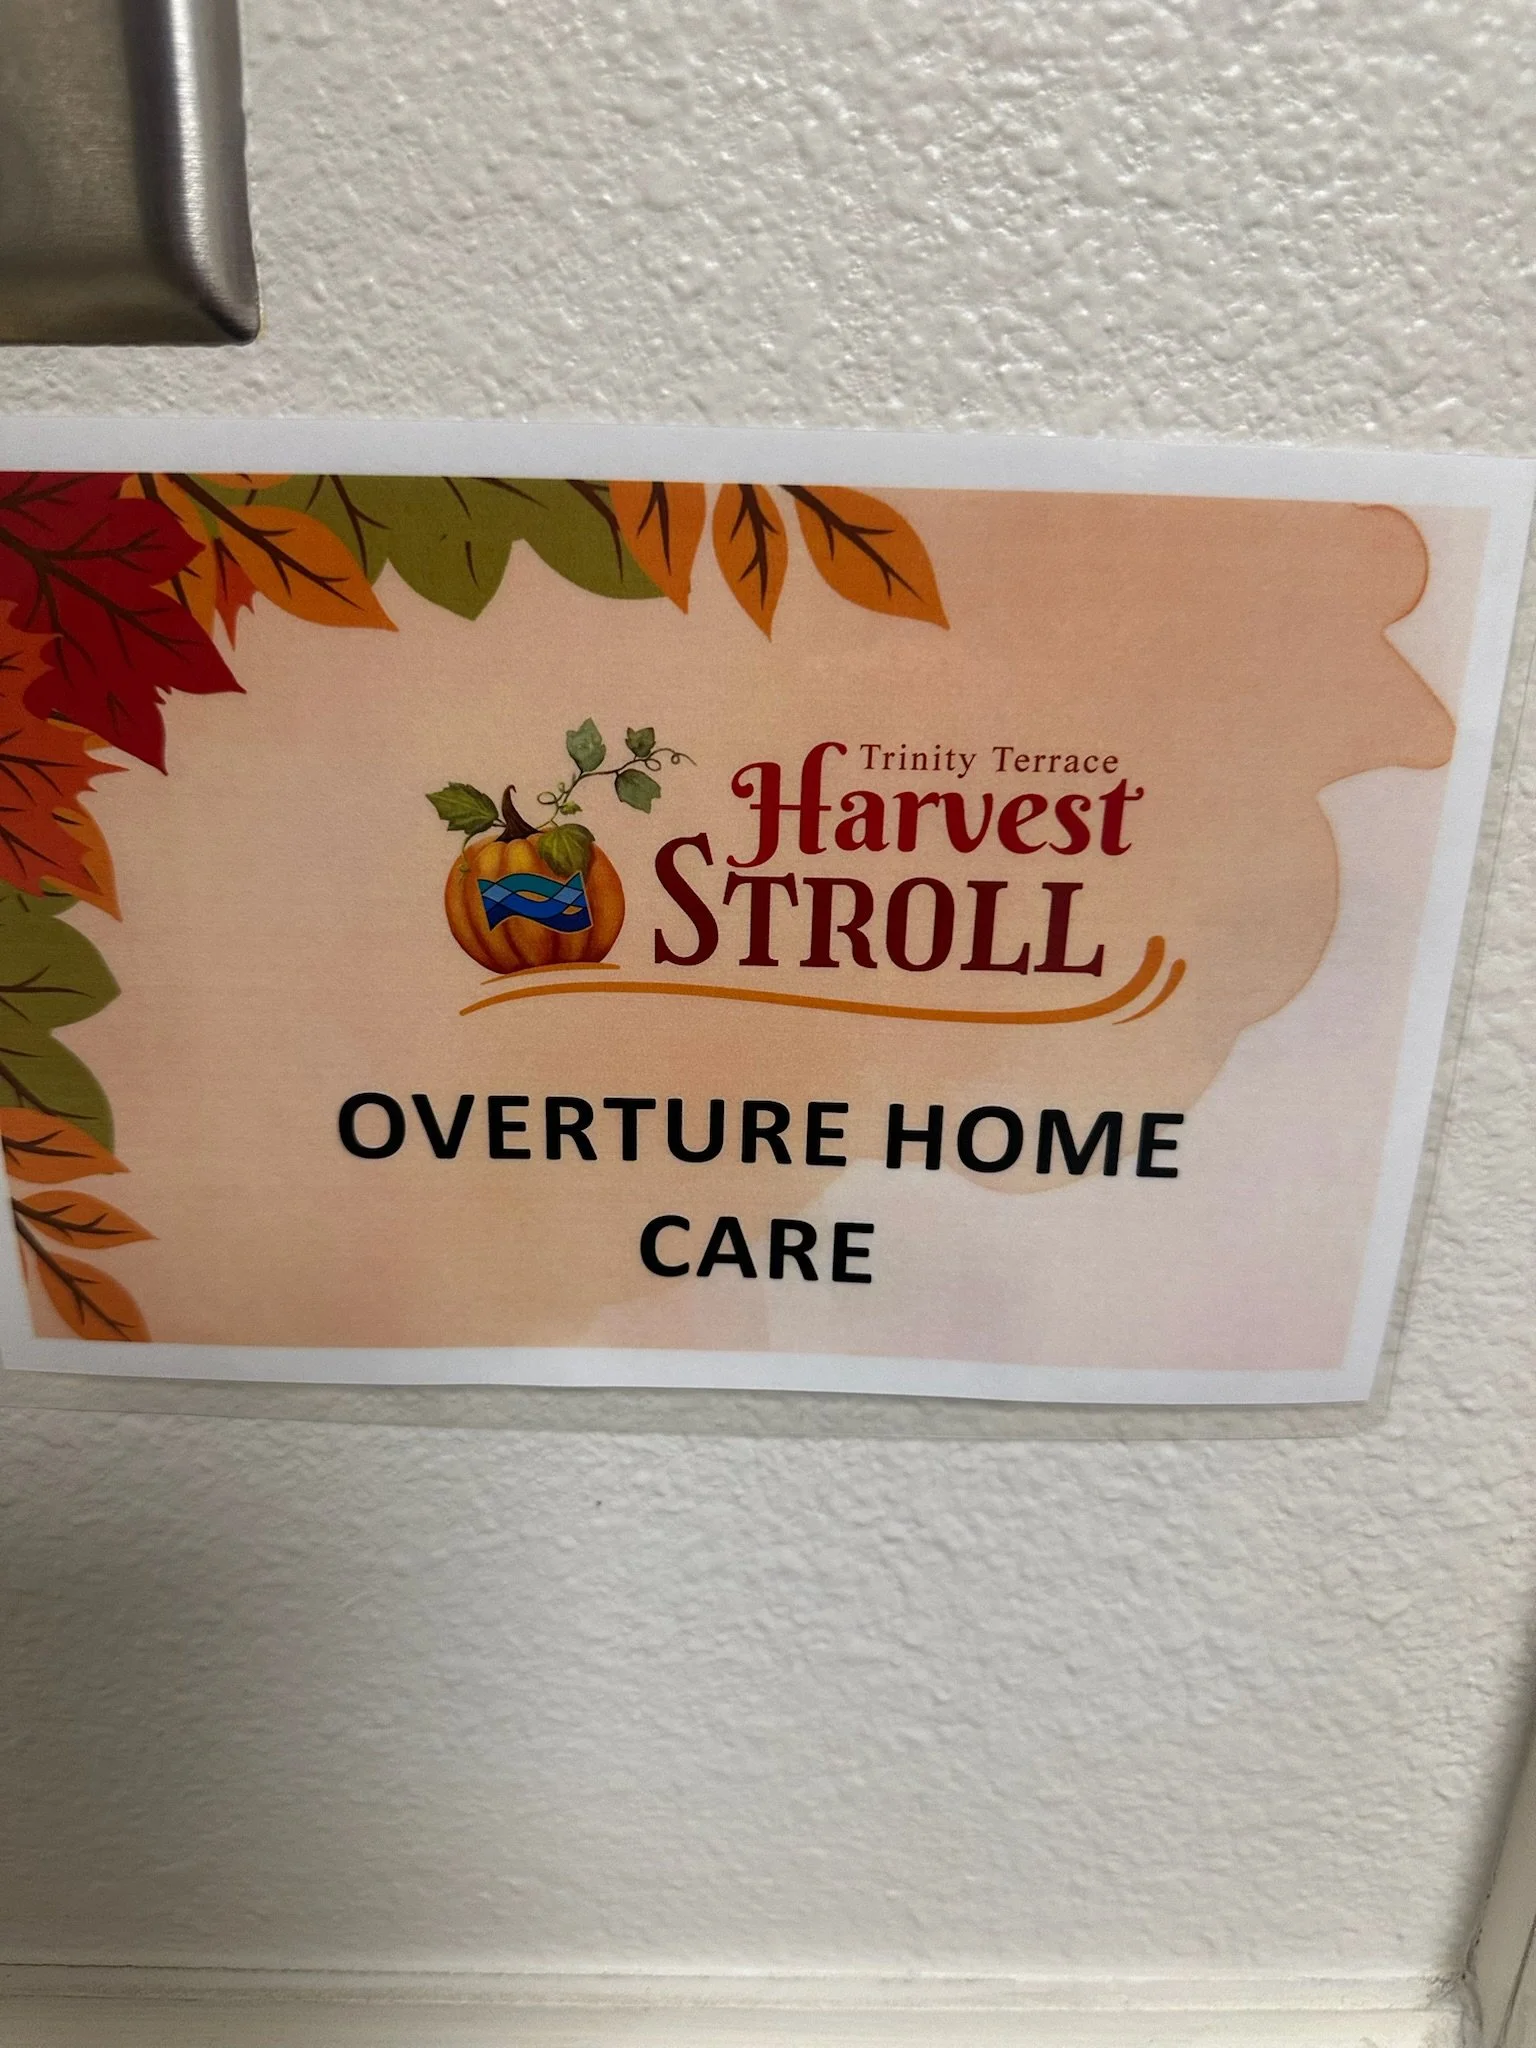 Trinity Terrace
Harvest
STROLL
OVERTURE HOME
CARE